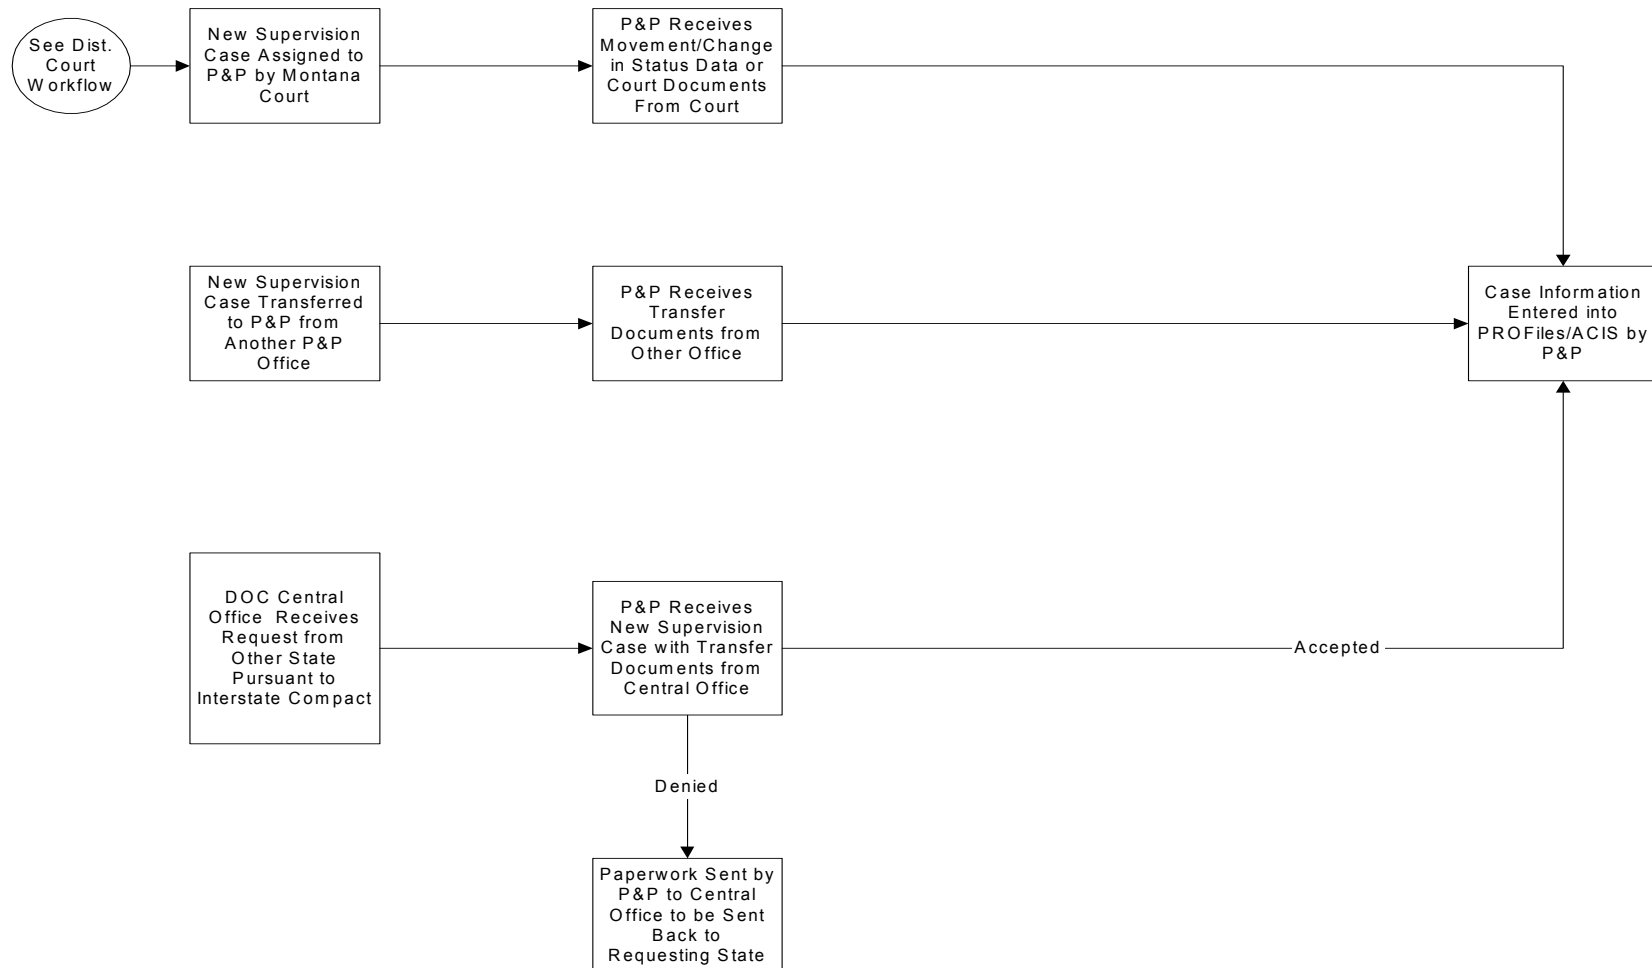 See Dist.
Court
Workflow
New Supervision
Case Assigned to
P&P by Montana
Court
P&P Receives
Movement/Change
in Status Data or
Court Documents
From Court
New Supervision
Case Transferred
to P&P from
Another P&P
Office
P&P Receives
Transfer
Documents from
Other Office
Case Information
Entered into
PROFiles/ACIS by
P&P
DOC Central
Office Receives
Request from
Other State
Pursuant to
Interstate Compact
P&P Receives
New Supervision
Case with Transfer
Documents from
Central Office
Accepted
Denied
Paperwork Sent by
P&P to Central
Office to be Sent
Back to
Requesting State